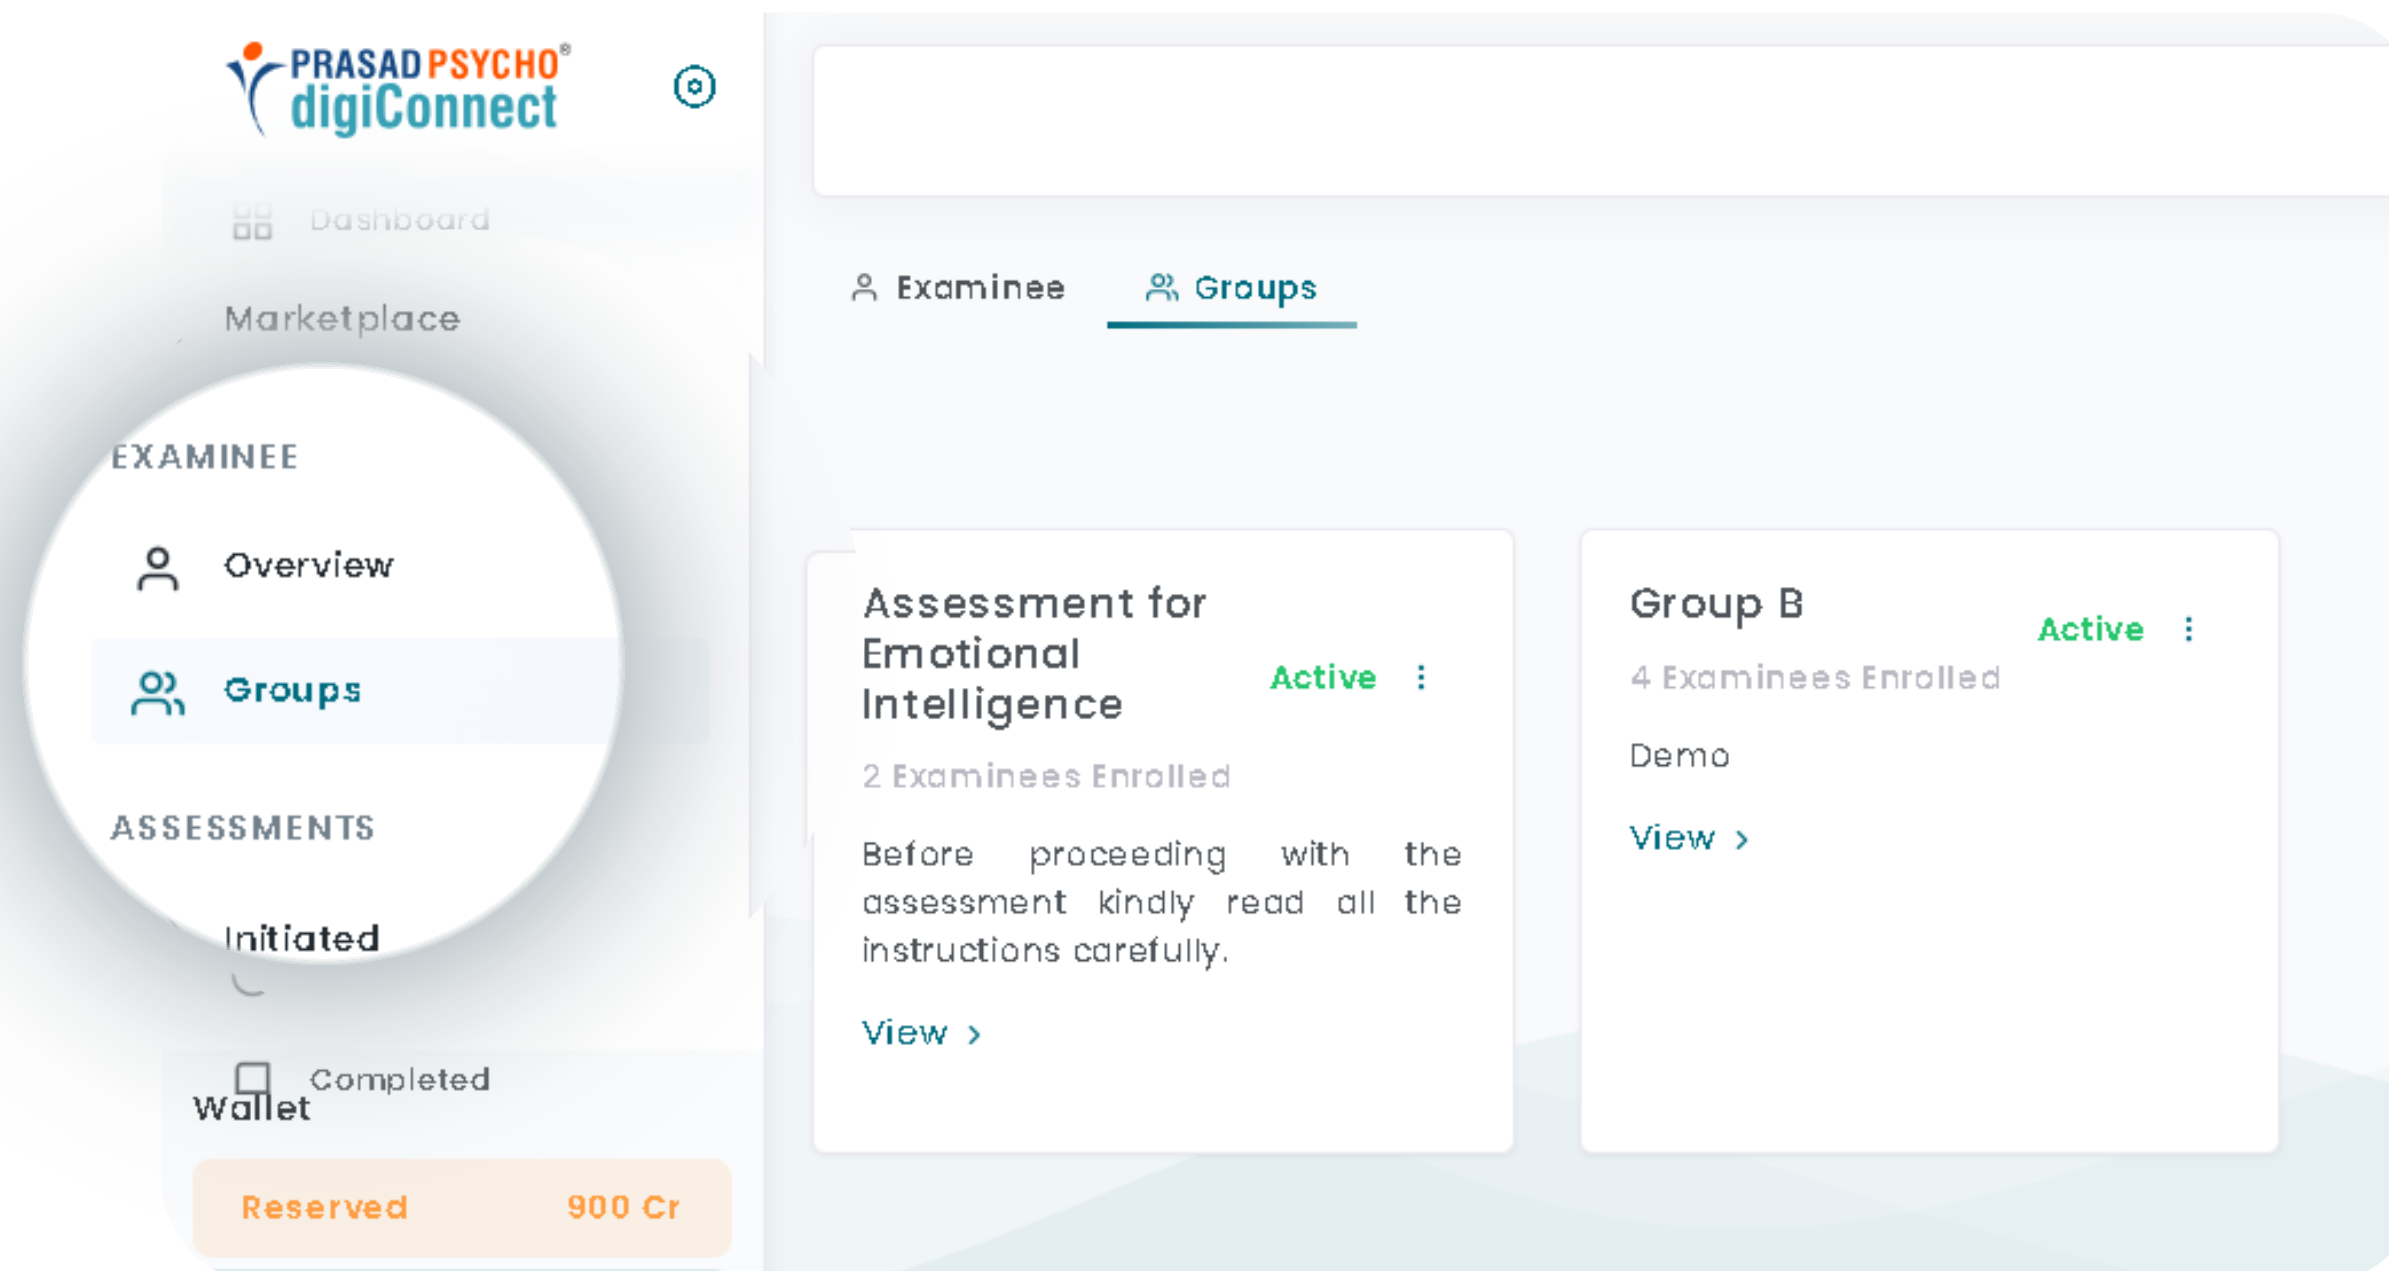 PRASAD PSYCHO®
digiConnect
Dashboard
Marketplace
EXAMINEE
Overview
Groups
ASSESSMENTS
Initiated
Completed
Wallet
Reserved 900 Cr
Examinee Groups
Assessment for
Emotional
Intelligence
Active
2 Examinees Enrolled
Before proceeding with the
assessment kindly read all the
instructions carefully.
View >
Group B
Active
4 Examinees Enrolled
Demo
View >